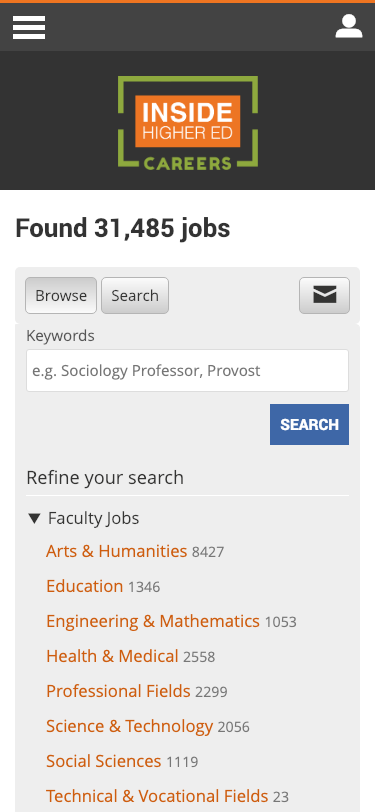 INSIDE
HIGHER ED
CAREERS
Found 31,485 jobs
Browse
Search
Keywords
e.g. Sociology Professor, Provost
SEARCH
Refine your search
Faculty Jobs
Arts & Humanities 8427
Education 1346
Engineering & Mathematics 1053
Health & Medical 2558
Professional Fields 2299
Science & Technology 2056
Social Sciences 1119
Technical & Vocational Fields 23